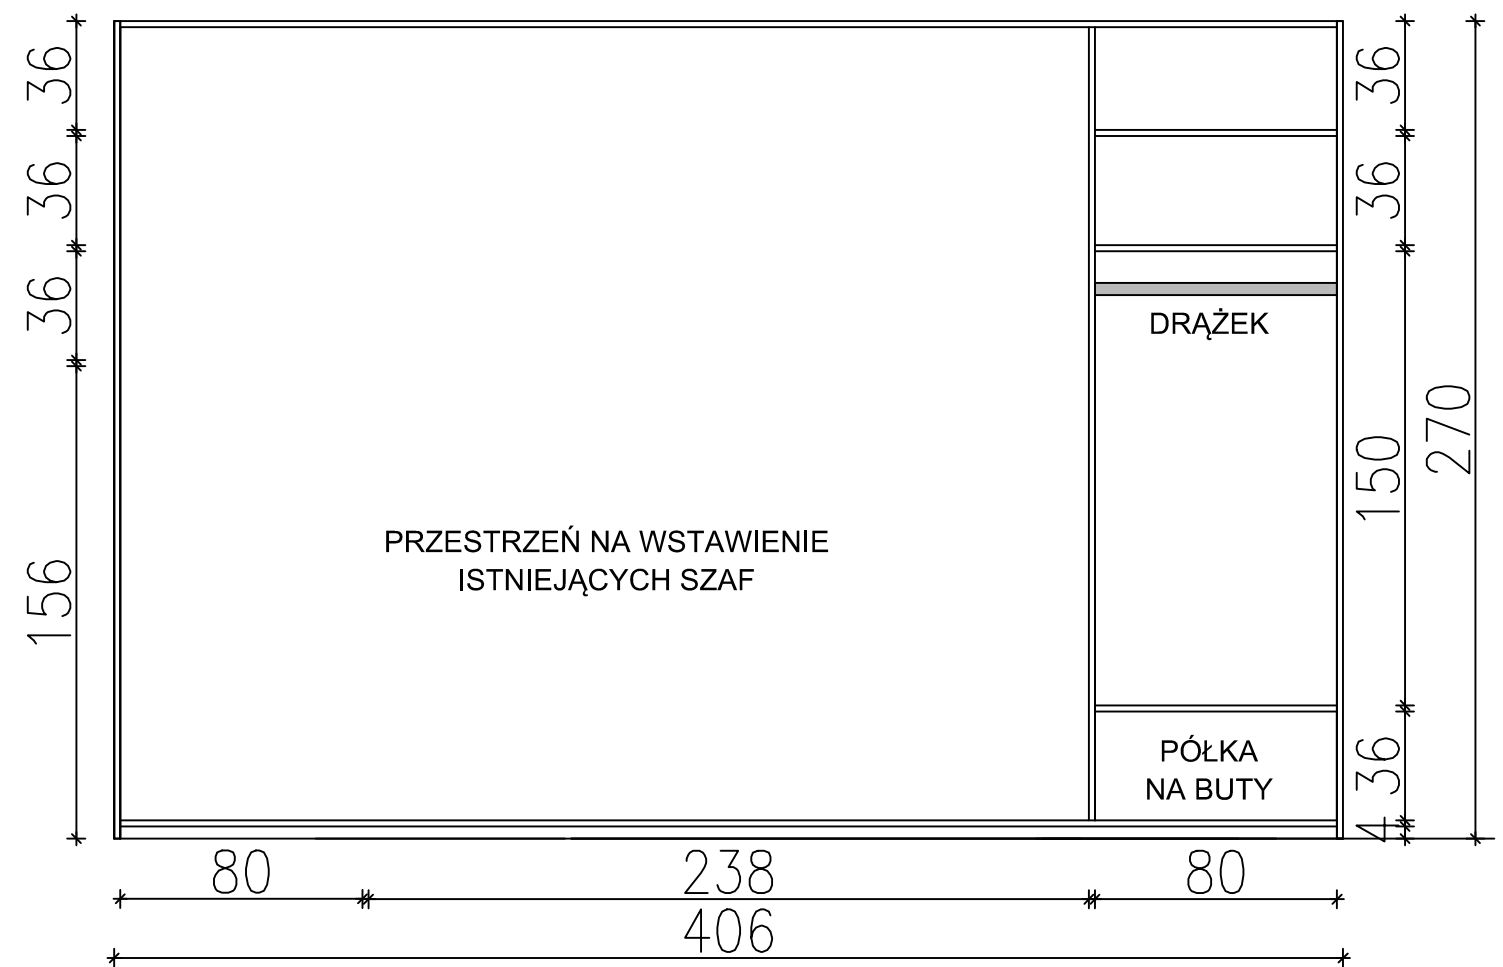 36
36
36
156
36
36
150
36
4
270
DRĄŻEK
PRZESTRZEŃ NA WSTAWIENIE
ISTNIEJĄCYCH SZAF
PÓŁKA
NA BUTY
80
238
80
406